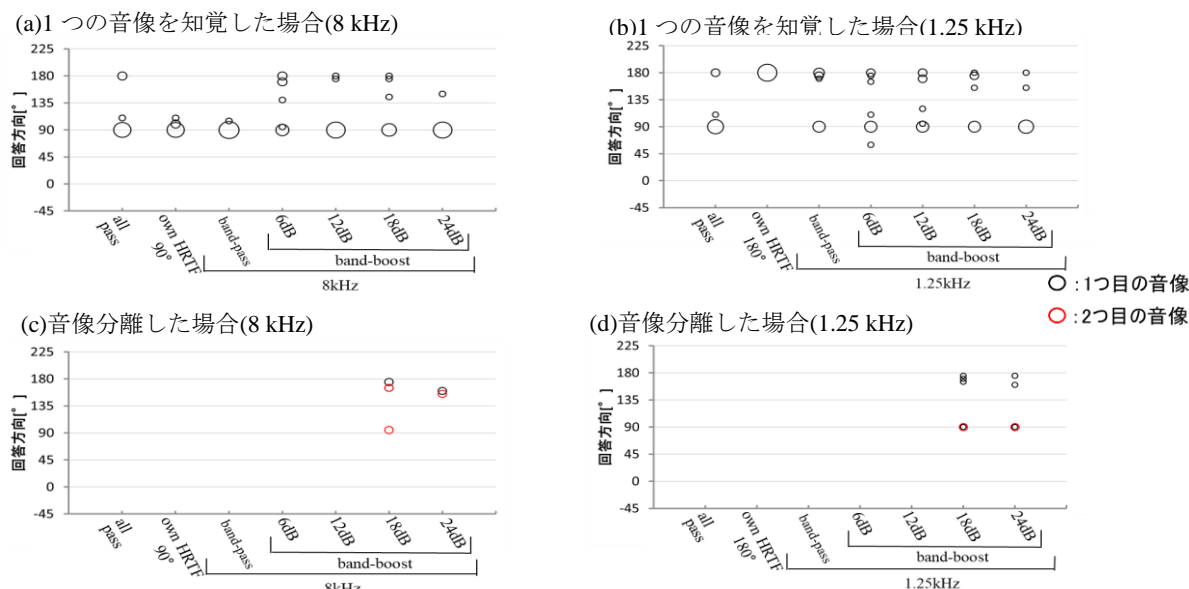 (a)1 つの音像を知覚した場合(8 kHz)
225
180
135
90
45
0
-45
回答方向[° ]
all pass
own HRTF 90°
band-pass
6dB
12dB
18dB
24dB
band-boost
8kHz
(b)1 つの音像を知覚した場合(1.25 kHz)
225
180
135
90
45
0
-45
回答方向[° ]
all pass
own HRTF 180°
band-pass
6dB
12dB
18dB
24dB
band-boost
1.25kHz
○ :1つ目の音像
○ :2つ目の音像
(c)音像分離した場合(8 kHz)
225
180
135
90
45
0
-45
回答方向[° ]
all pass
own HRTF 90°
band-pass
6dB
12dB
18dB
24dB
band-boost
8kHz
(d)音像分離した場合(1.25 kHz)
225
180
135
90
45
0
-45
回答方向[° ]
all pass
own HRTF 180°
band-pass
6dB
12dB
18dB
24dB
band-boost
1.25kHz